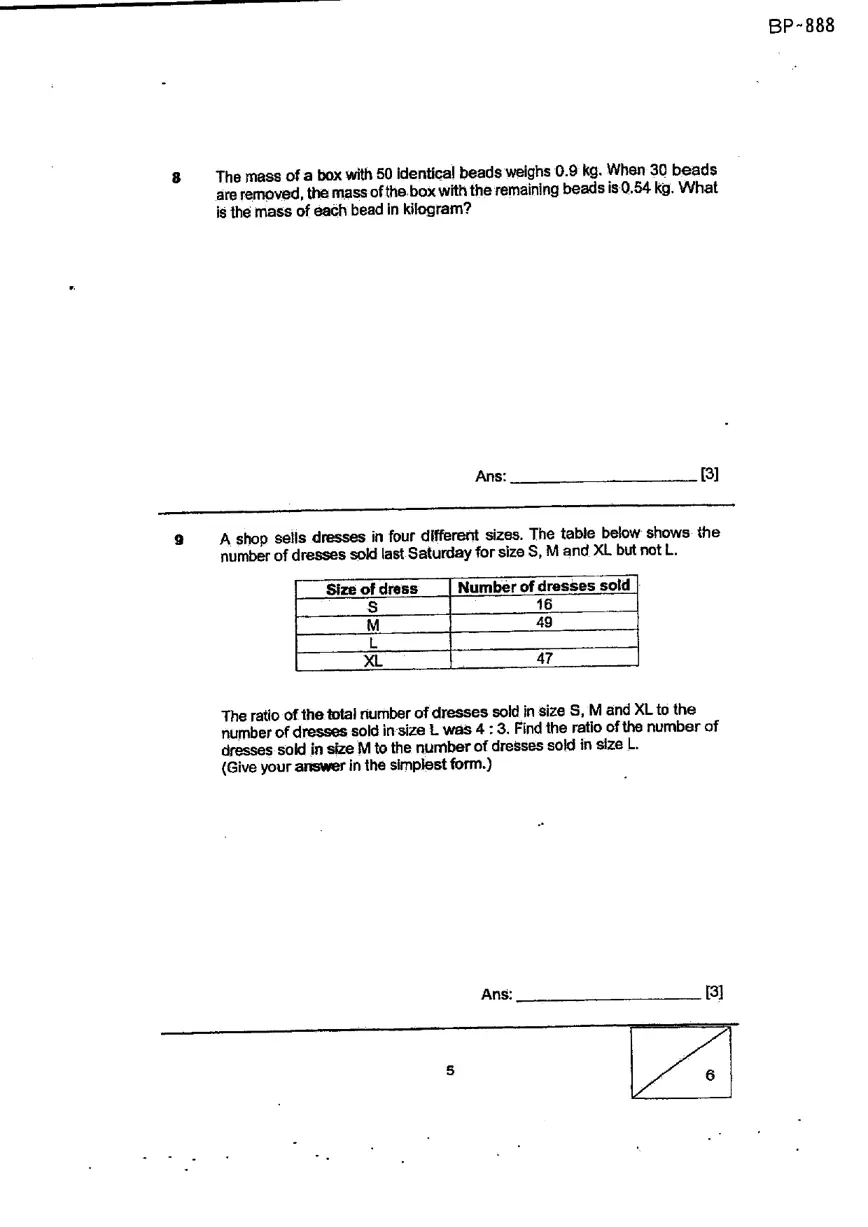 BP-888
8 The mass of a box with 50 identical beads weighs 0.9 kg. When 30 beads
are removed, the mass of the box with the remaining beads is 0.54 kg. What
is the mass of each bead in kilogram?
Ans: ____________________ [3]
9 A shop sells dresses in four different sizes. The table below shows the
number of dresses sold last Saturday for size S, M and XL but not L.
Size of dress Number of dresses sold
S 16
M 49
L
XL 47
The ratio of the total number of dresses sold in size S, M and XL to the
number of dresses sold in size L was 4 : 3. Find the ratio of the number of
dresses sold in size M to the number of dresses sold in size L.
(Give your answer in the simplest form.)
Ans: ____________________ [3]
5
6